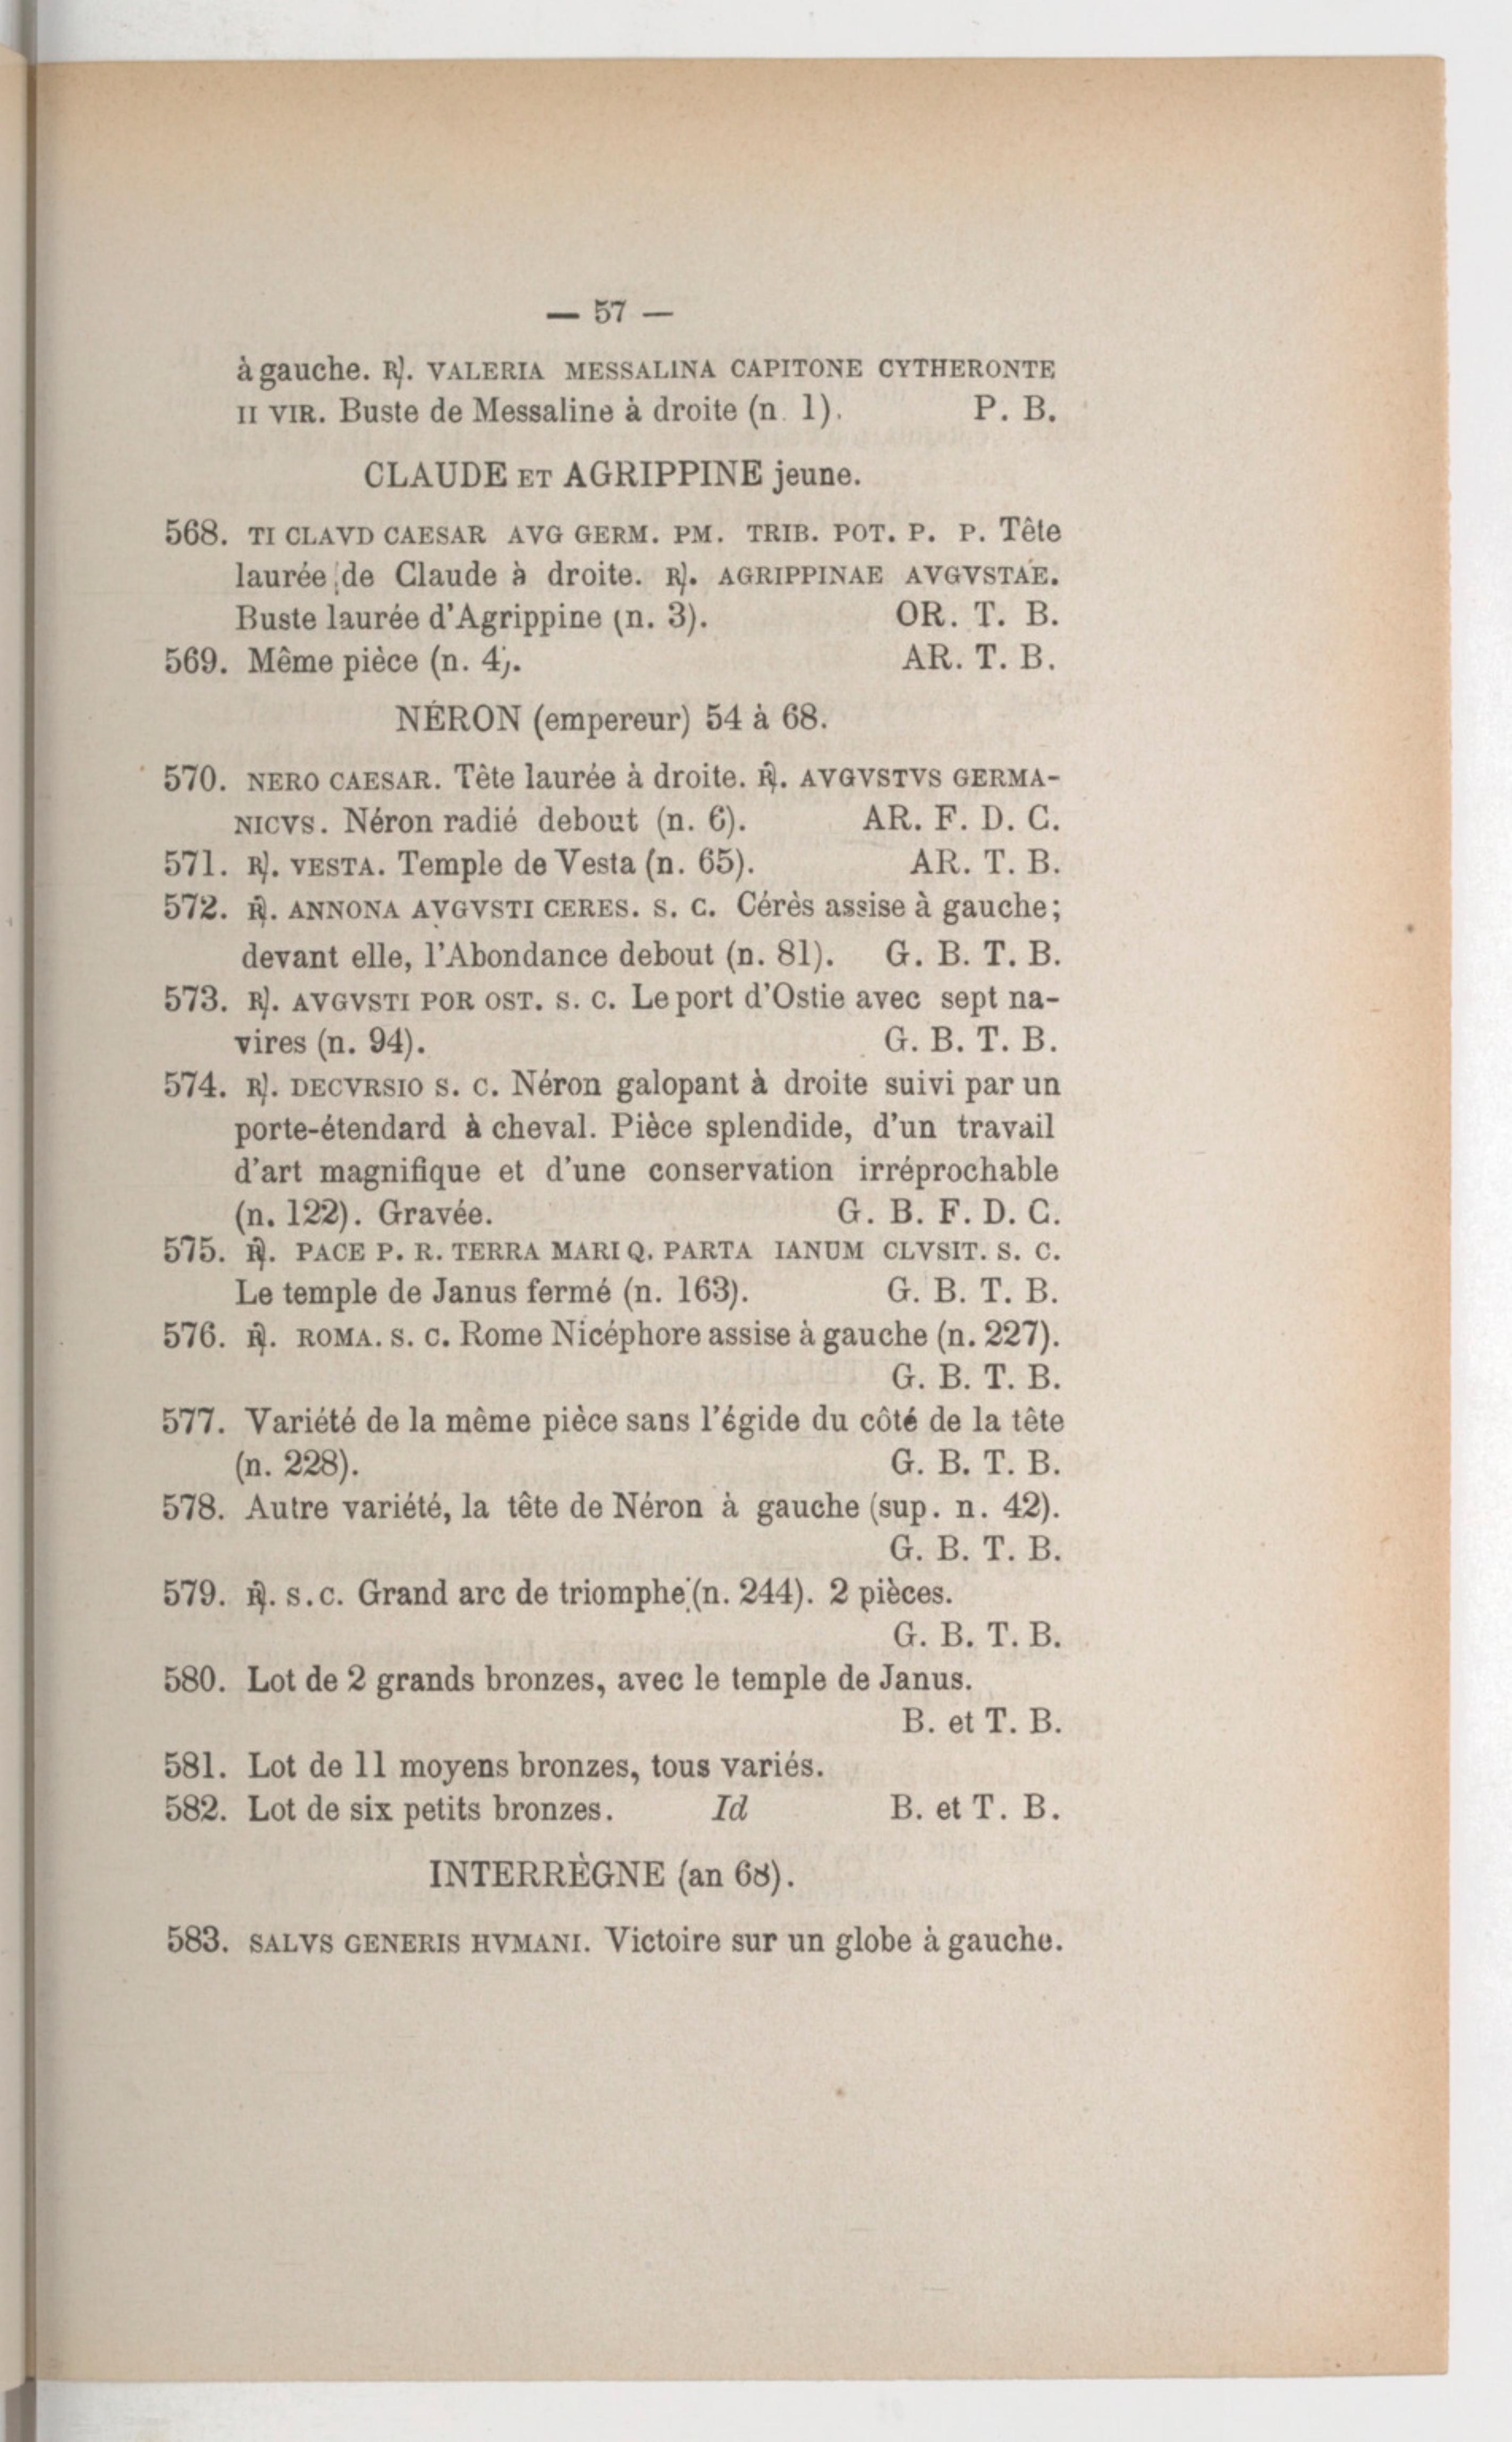 — 57 —
à gauche. ℟. VALERIA MESSALINA CAPITONE CYTHERONTE
II VIR. Buste de Messaline à droite (n. 1). P. B.
CLAUDE ET AGRIPPINE jeune.
568. TI CLAVD CAESAR AVG GERM. PM. TRIB. POT. P. P. Tête
laurée de Claude à droite. ℟. AGRIPPINAE AVGVSTAE.
Buste laurée d'Agrippine (n. 3). OR. T. B.
569. Même pièce (n. 4). AR. T. B.
NÉRON (empereur) 54 à 68.
570. NERO CAESAR. Tête laurée à droite. ℟. AVGVSTVS GERMA-
NICVS. Néron radié debout (n. 6). AR. F. D. C.
571. ℟. VESTA. Temple de Vesta (n. 65). AR. T. B.
572. ℟. ANNONA AVGVSTI CERES. S. C. Cérès assise à gauche;
devant elle, l'Abondance debout (n. 81). G. B. T. B.
573. ℟. AVGVSTI POR OST. S. C. Le port d'Ostie avec sept na-
vires (n. 94). G. B. T. B.
574. ℟. DECVRSIO S. C. Néron galopant à droite suivi par un
porte-étendard à cheval. Pièce splendide, d'un travail
d'art magnifique et d'une conservation irréprochable
(n. 122). Gravée. G. B. F. D. C.
575. ℟. PACE P. R. TERRA MARI Q. PARTA IANUM CLVSIT. S. C.
Le temple de Janus fermé (n. 163). G. B. T. B.
576. ℟. ROMA. S. C. Rome Nicéphore assise à gauche (n. 227).
G. B. T. B.
577. Variété de la même pièce sans l'égide du côté de la tête
(n. 228). G. B. T. B.
578. Autre variété, la tête de Néron à gauche (sup. n. 42).
G. B. T. B.
579. ℟. S. C. Grand arc de triomphe (n. 244). 2 pièces.
G. B. T. B.
580. Lot de 2 grands bronzes, avec le temple de Janus.
B. et T. B.
581. Lot de 11 moyens bronzes, tous variés.
582. Lot de six petits bronzes. Id B. et T. B.
INTERRÈGNE (an 68).
583. SALVS GENERIS HVMANI. Victoire sur un globe à gauche.